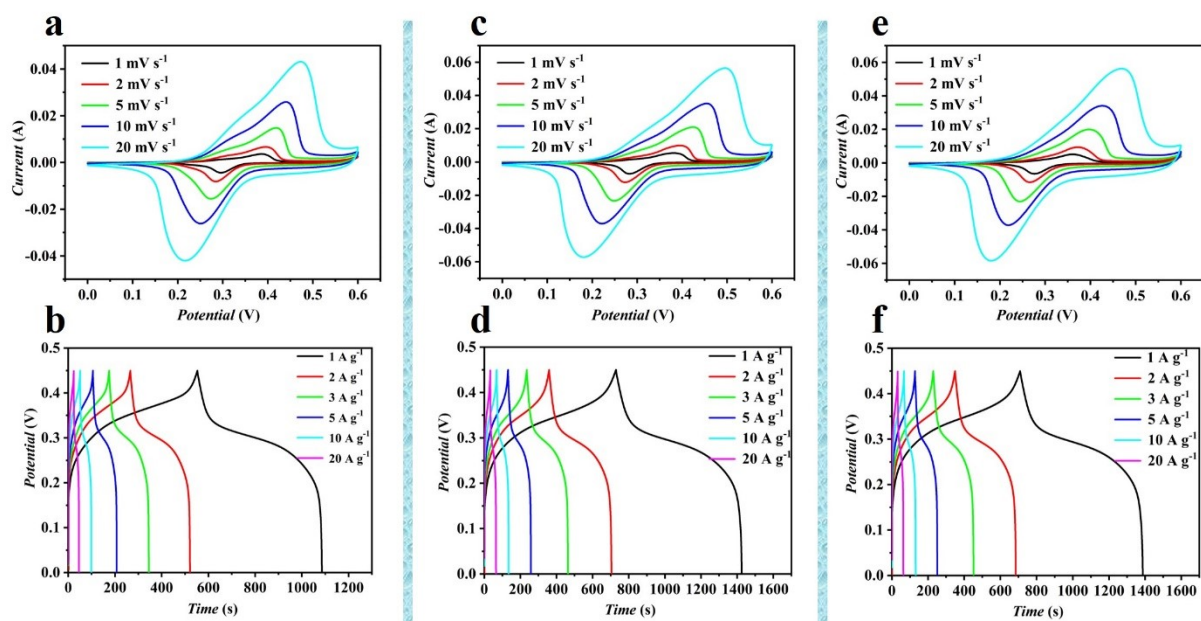 a
0.04
0.02
0.00
-0.02
-0.04
Current (A)
1 mV s⁻¹
2 mV s⁻¹
5 mV s⁻¹
10 mV s⁻¹
20 mV s⁻¹
0.0 0.1 0.2 0.3 0.4 0.5 0.6
Potential (V)
b
0.5
0.4
0.3
0.2
0.1
0.0
Potential (V)
1 A g⁻¹
2 A g⁻¹
3 A g⁻¹
5 A g⁻¹
10 A g⁻¹
20 A g⁻¹
0 200 400 600 800 1000 1200
Time (s)
c
0.06
0.04
0.02
0.00
-0.02
-0.04
-0.06
Current (A)
1 mV s⁻¹
2 mV s⁻¹
5 mV s⁻¹
10 mV s⁻¹
20 mV s⁻¹
0.0 0.1 0.2 0.3 0.4 0.5 0.6
Potential (V)
d
0.5
0.4
0.3
0.2
0.1
0.0
Potential (V)
1 A g⁻¹
2 A g⁻¹
3 A g⁻¹
5 A g⁻¹
10 A g⁻¹
20 A g⁻¹
0 200 400 600 800 1000 1200 1400 1600
Time (s)
e
0.06
0.04
0.02
0.00
-0.02
-0.04
-0.06
Current (A)
1 mV s⁻¹
2 mV s⁻¹
5 mV s⁻¹
10 mV s⁻¹
20 mV s⁻¹
0.0 0.1 0.2 0.3 0.4 0.5 0.6
Potential (V)
f
0.5
0.4
0.3
0.2
0.1
0.0
Potential (V)
1 A g⁻¹
2 A g⁻¹
3 A g⁻¹
5 A g⁻¹
10 A g⁻¹
20 A g⁻¹
0 200 400 600 800 1000 1200 1400 1600
Time (s)